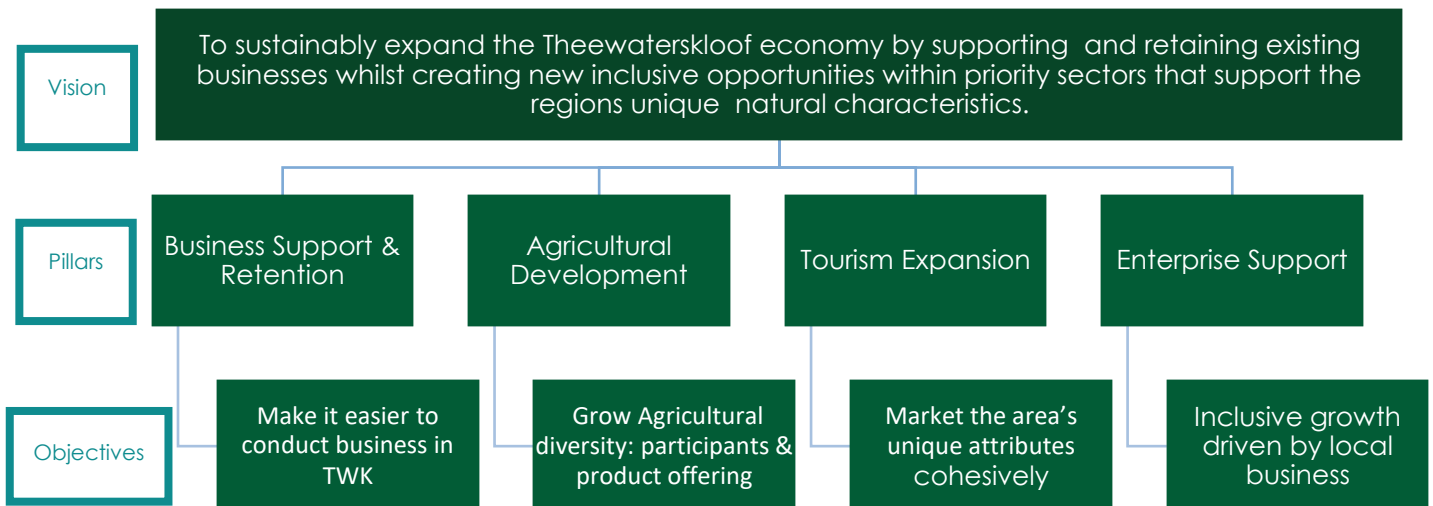 Vision
To sustainably expand the Theewaterskloof economy by supporting  and retaining existing
businesses whilst creating new inclusive opportunities within priority sectors that support the
regions unique  natural characteristics.
Pillars
Business Support &
Retention
Agricultural
Development
Tourism Expansion
Enterprise Support
Objectives
Make it easier to
conduct business in
TWK
Grow Agricultural
diversity: participants &
product offering
Market the area's
unique attributes
cohesively
Inclusive growth
driven by local
business